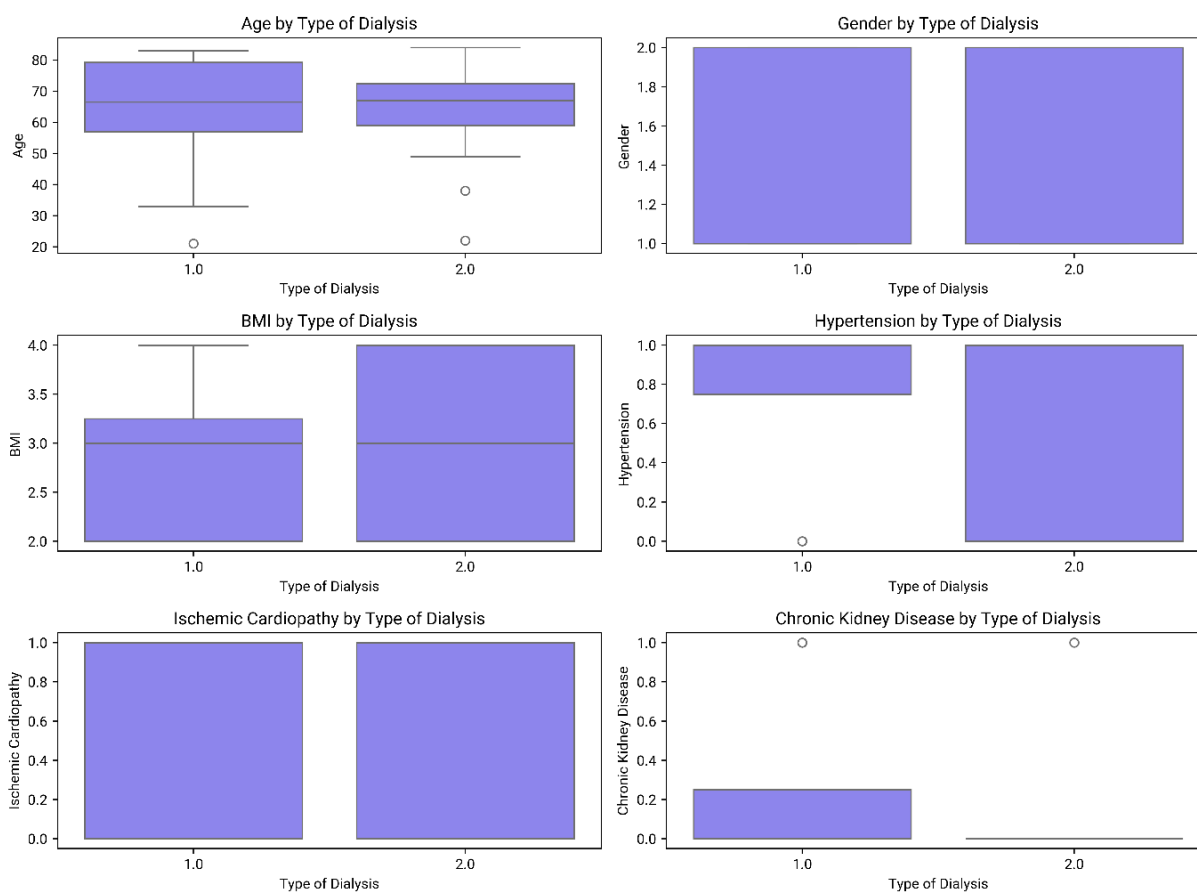 Age by Type of Dialysis
80
70
60
50
40
30
20
Age
1.0
2.0
Type of Dialysis
Gender by Type of Dialysis
2.0
1.8
1.6
1.4
1.2
1.0
Gender
1.0
2.0
Type of Dialysis
BMI by Type of Dialysis
4.0
3.5
3.0
2.5
2.0
BMI
1.0
2.0
Type of Dialysis
Hypertension by Type of Dialysis
1.0
0.8
0.6
0.4
0.2
0.0
Hypertension
1.0
2.0
Type of Dialysis
Ischemic Cardiopathy by Type of Dialysis
1.0
0.8
0.6
0.4
0.2
0.0
Ischemic Cardiopathy
1.0
2.0
Type of Dialysis
Chronic Kidney Disease by Type of Dialysis
1.0
0.8
0.6
0.4
0.2
0.0
Chronic Kidney Disease
1.0
2.0
Type of Dialysis